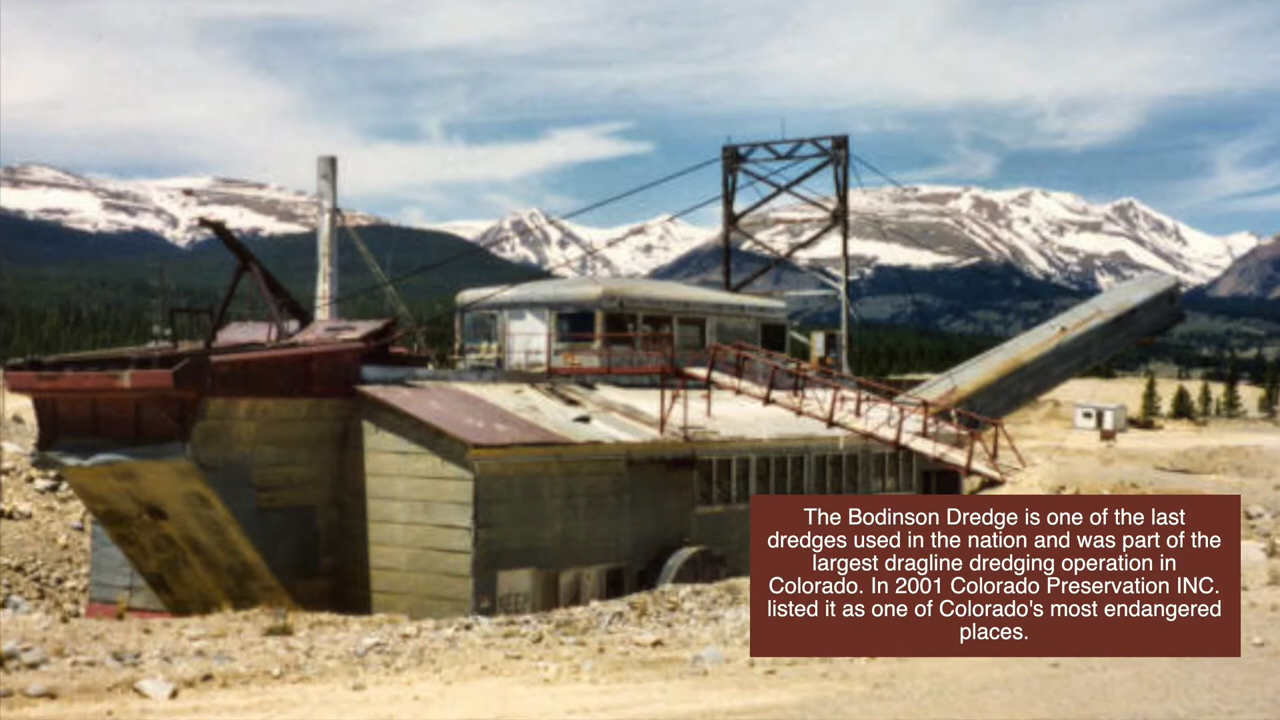 The Bodinson Dredge is one of the last
dredges used in the nation and was part of the
largest dragline dredging operation in
Colorado. In 2001 Colorado Preservation INC.
listed it as one of Colorado's most endangered
places.
KEEP